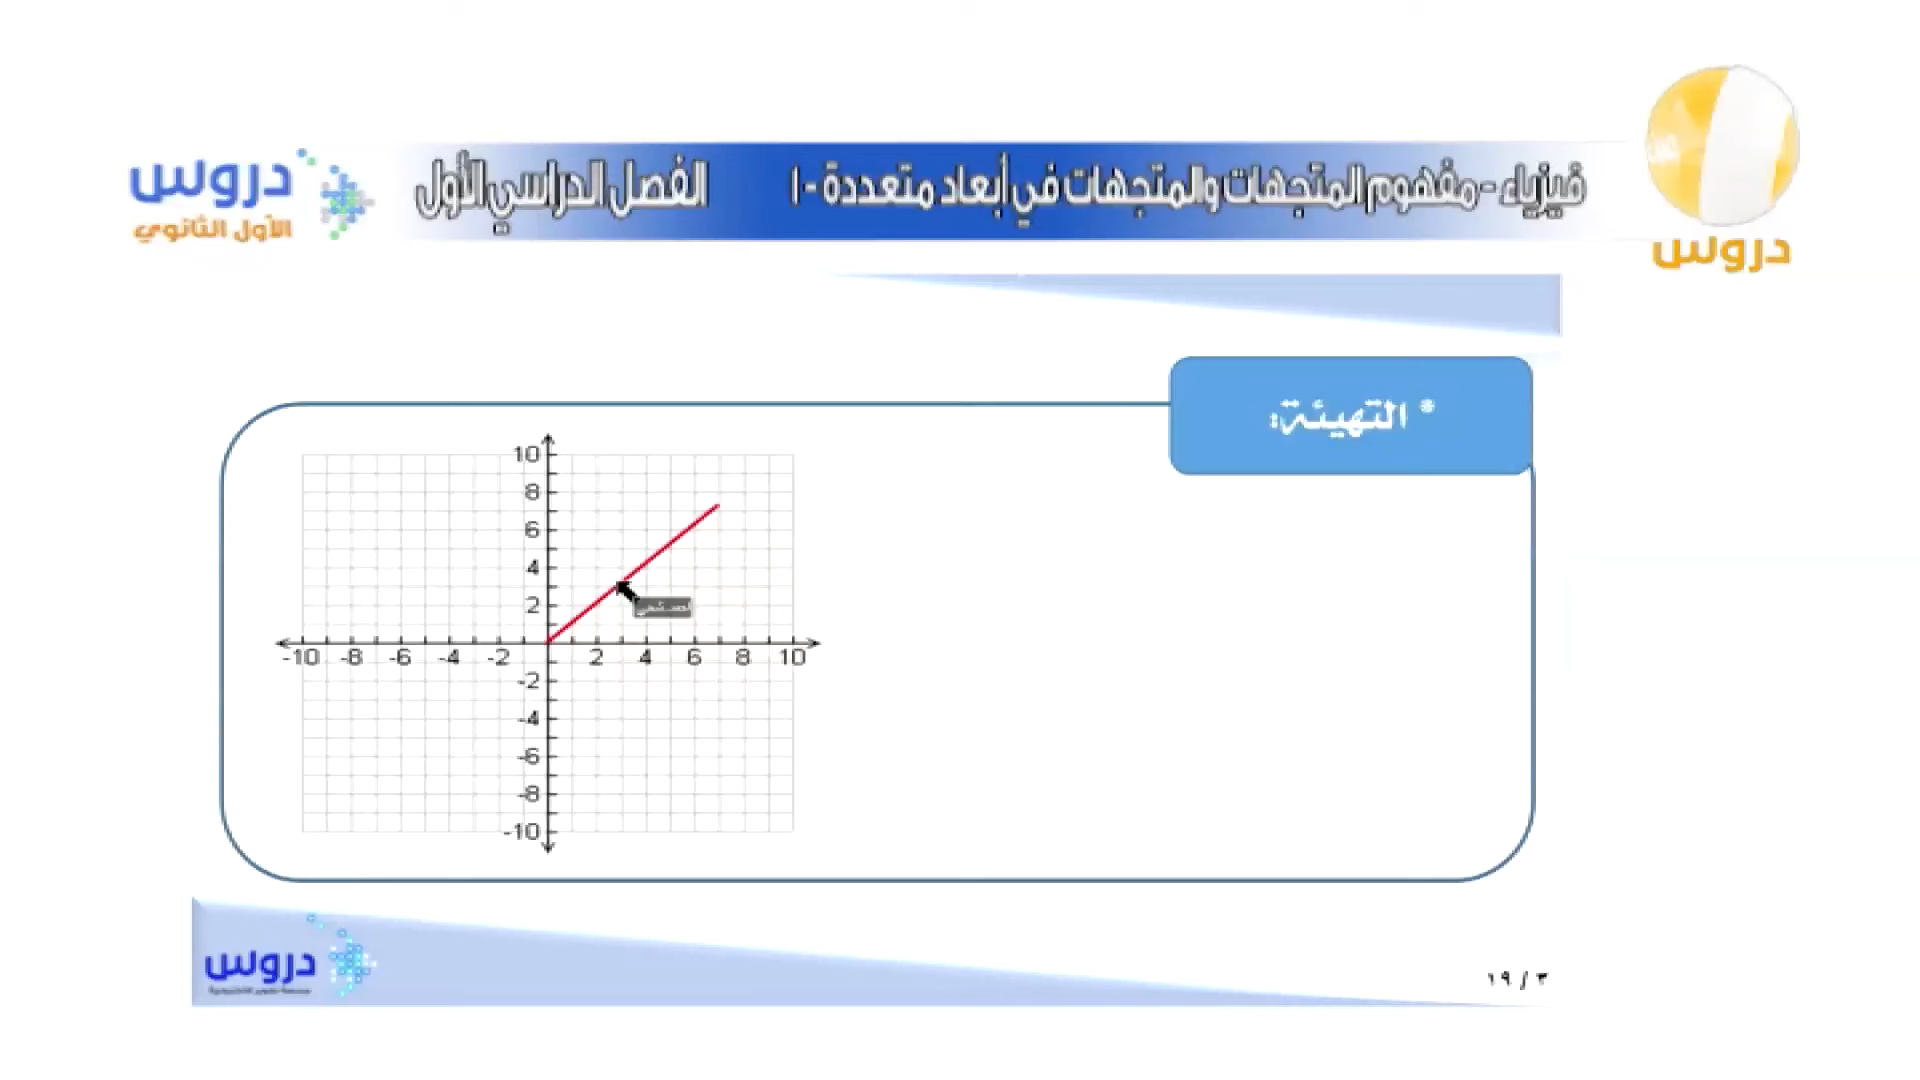 فيزياء - مفهوم المتجهات والمتجهات في أبعاد متعددة - ١
الفصل الدراسي الأول
دروس
الأول الثانوي
دروس
* التهيئة:
10
8
6
4
2
-10 -8 -6 -4 -2 2 4 6 8 10
-2
-4
-6
-8
-10
دروس
٣ / ١٩